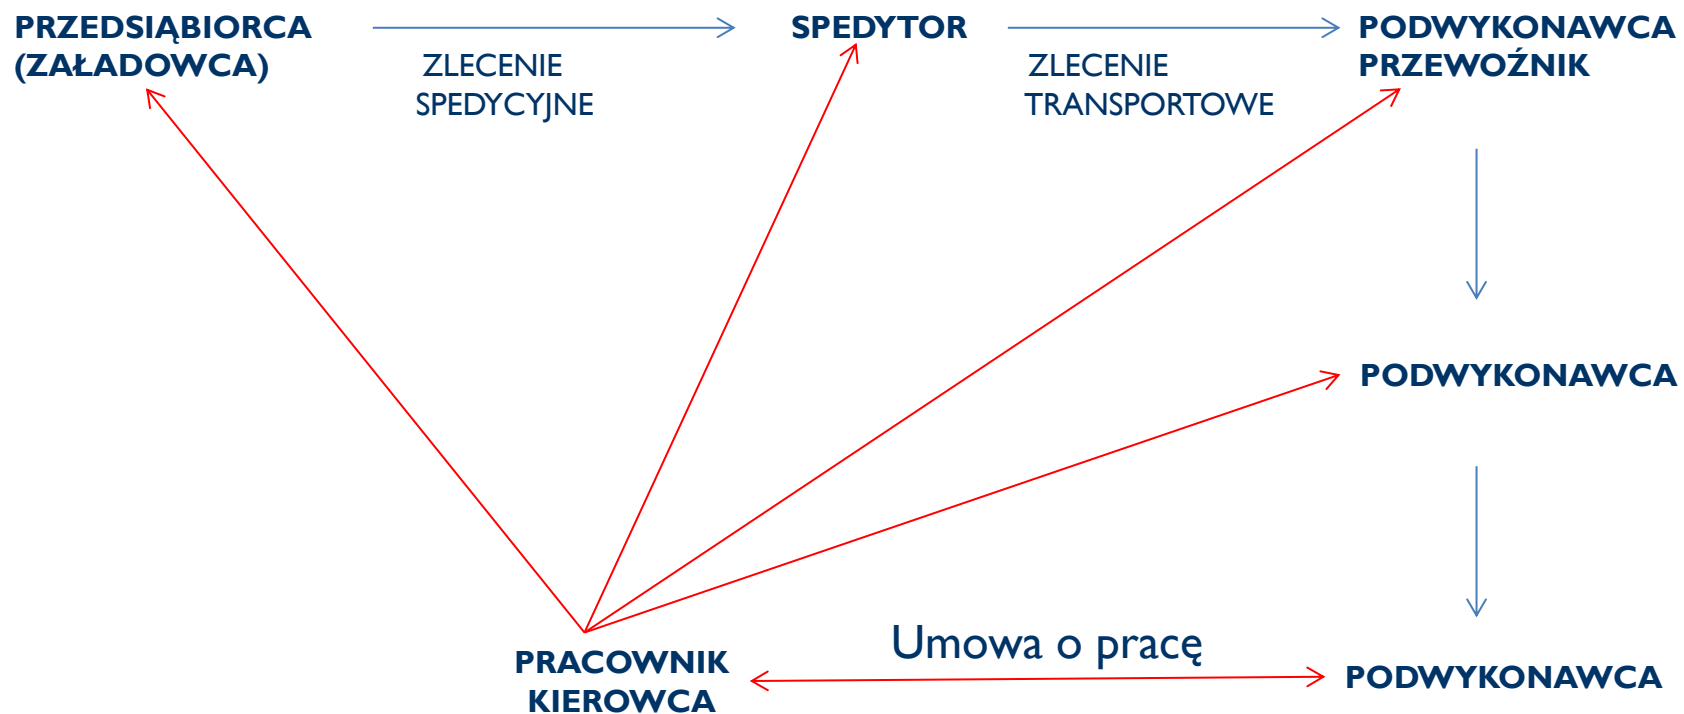 PRZEDSIĄBIORCA
(ZAŁADOWCA)
ZLECENIE
SPEDYCYJNE
SPEDYTOR
ZLECENIE
TRANSPORTOWE
PODWYKONAWCA
PRZEWOŹNIK
PODWYKONAWCA
Umowa o pracę
PRACOWNIK
KIEROWCA
PODWYKONAWCA